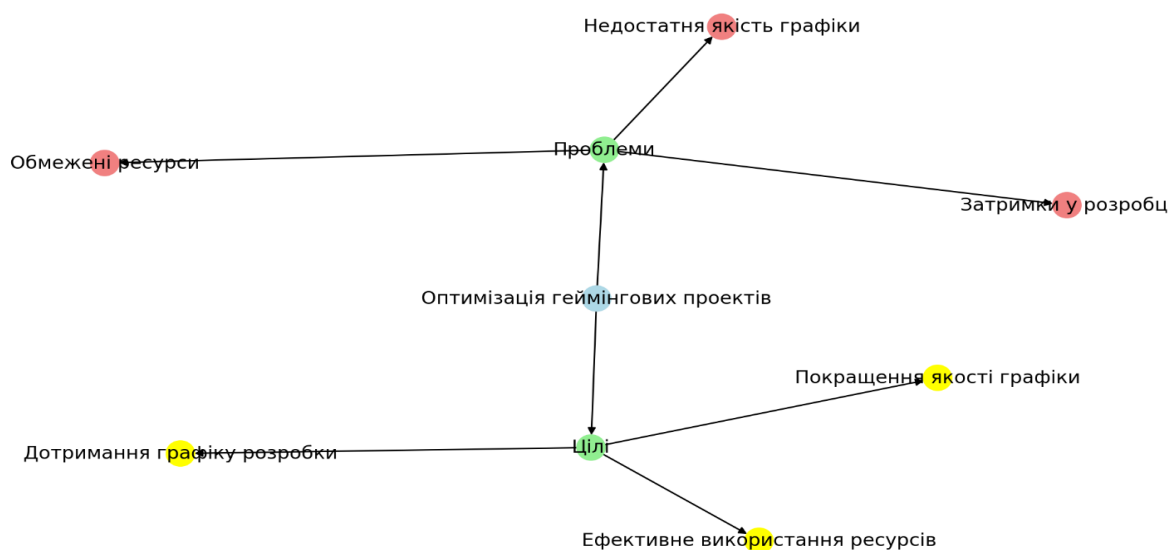 Недостатня якість графіки
Проблеми
Обмежені ресурси
Затримки у розробц
Оптимізація геймінгових проектів
Покращення якості графіки
Цілі
Дотримання графіку розробки
Ефективне використання ресурсів